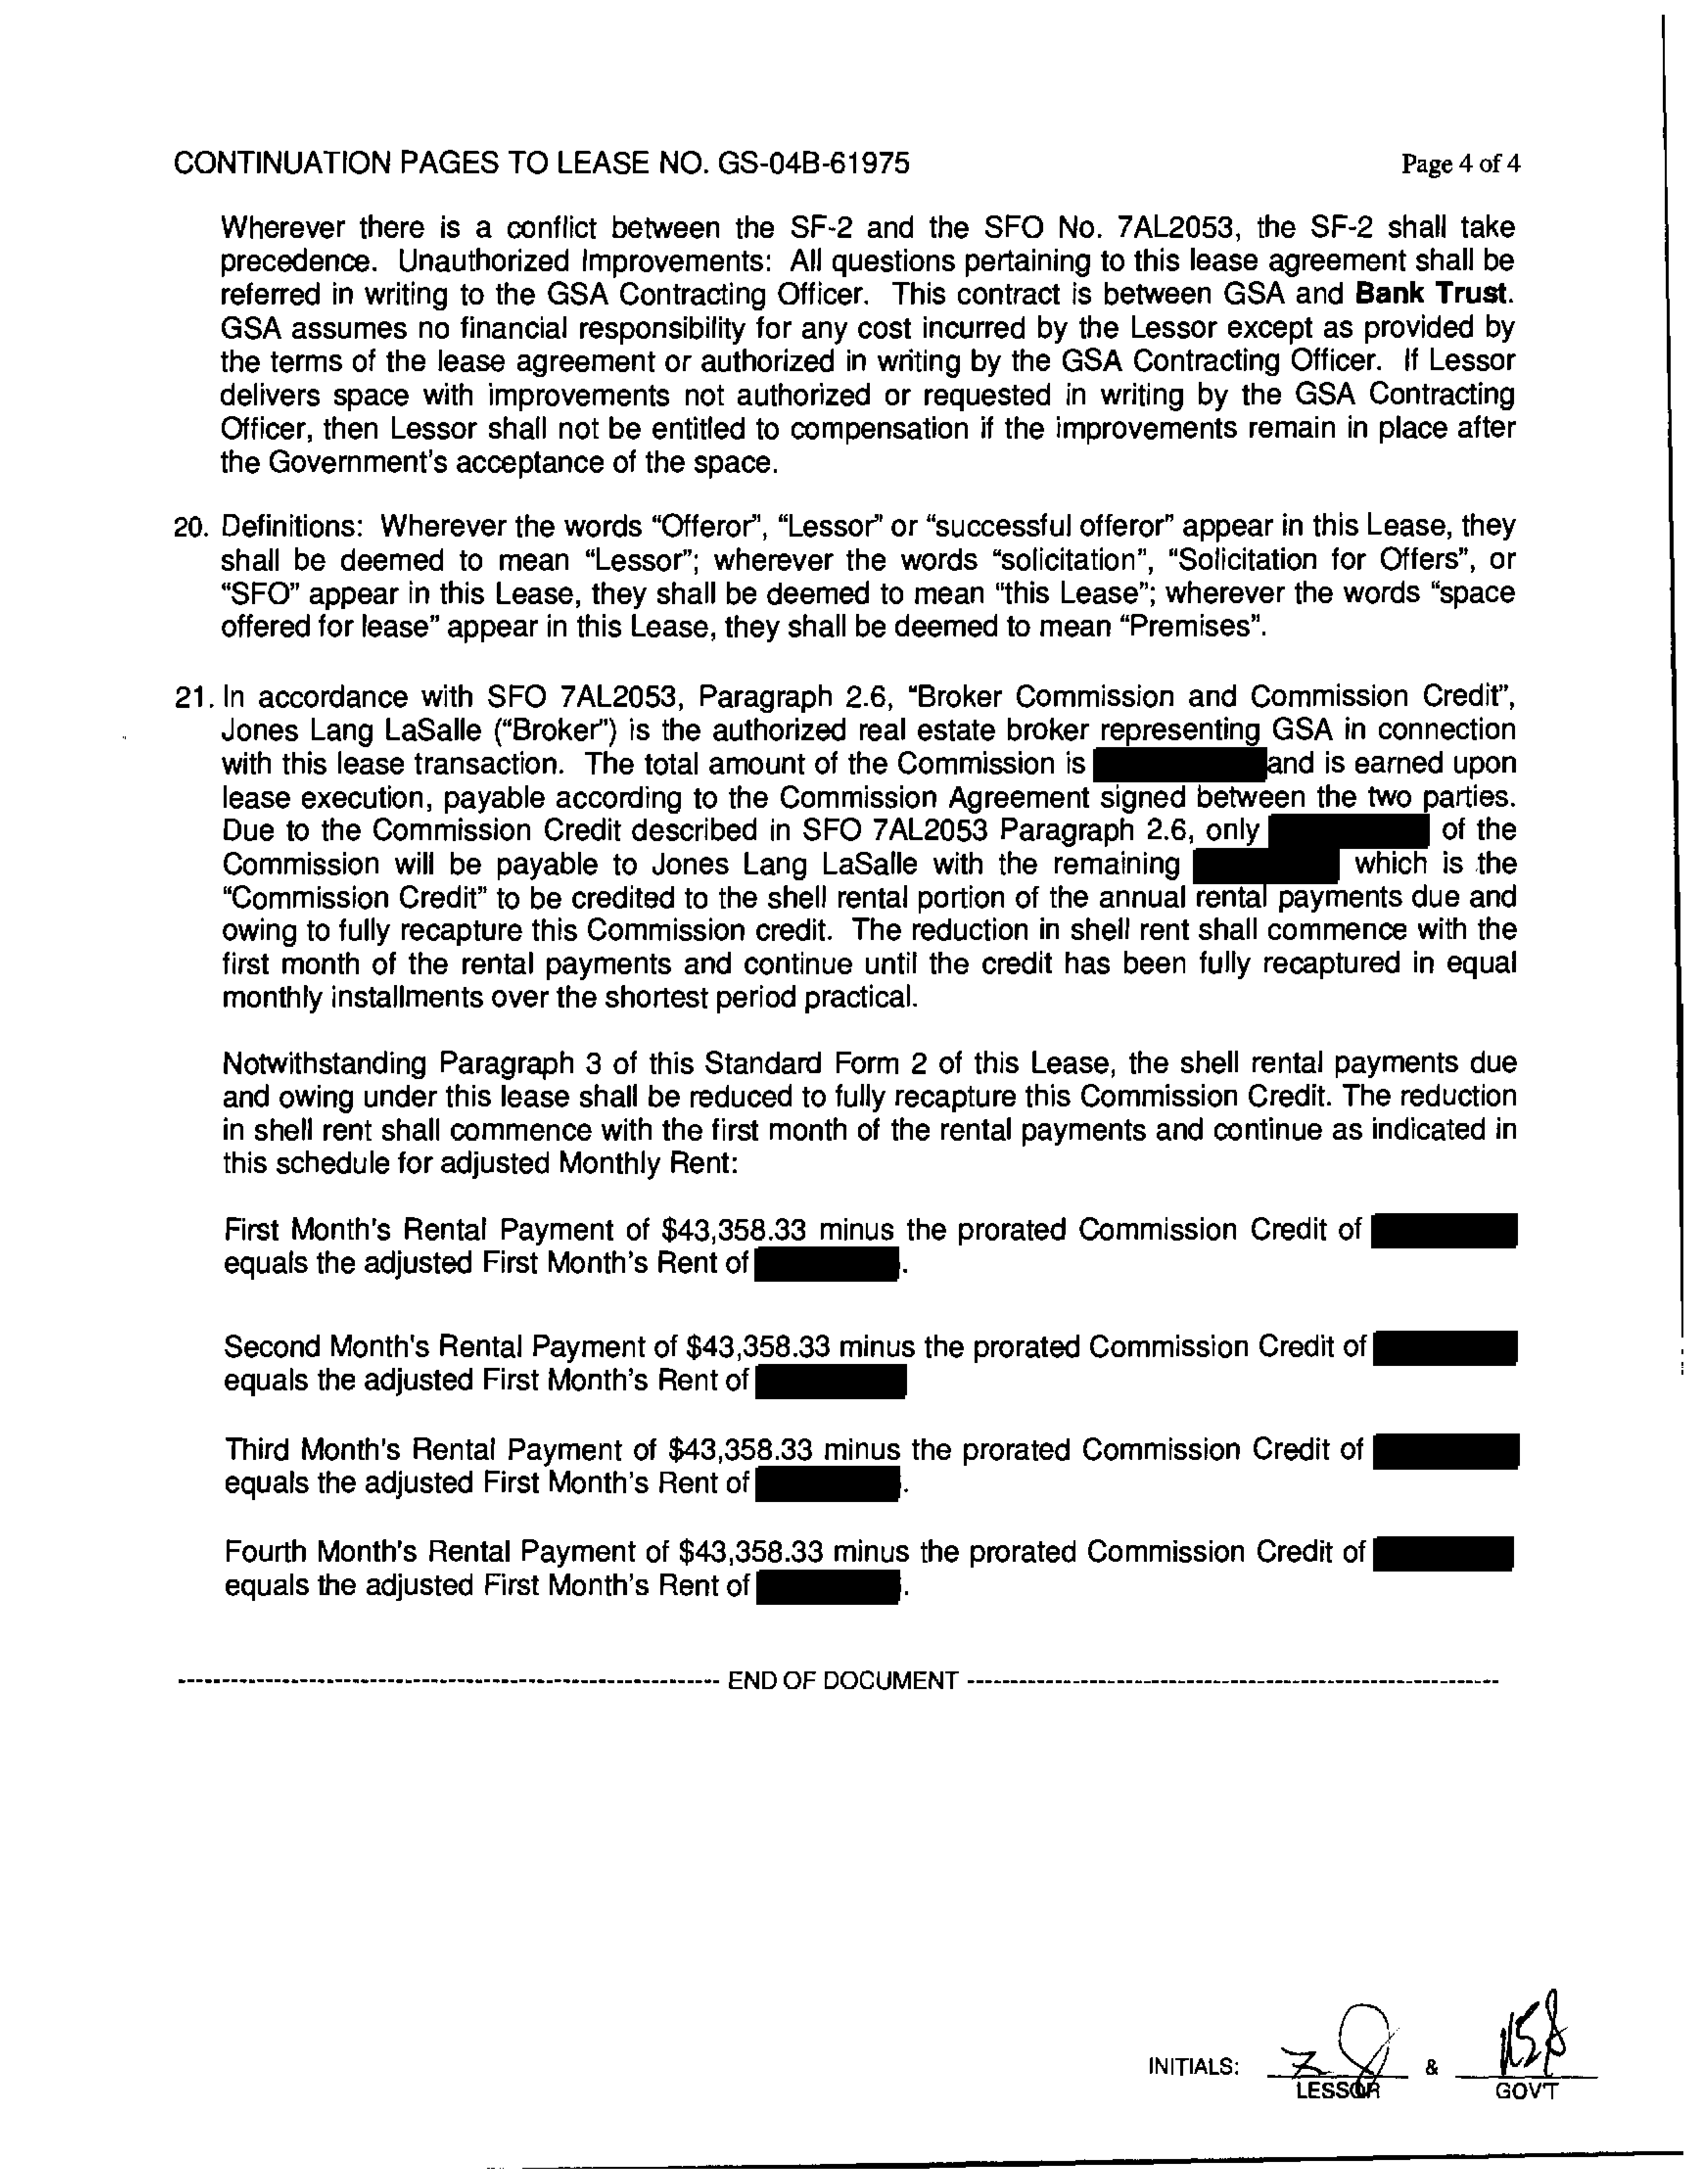 CONTINUATION PAGES TO LEASE NO. GS-04B-61975 Page 4 of 4
Wherever there is a conflict between the SF-2 and the SFO No. 7AL2053, the SF-2 shall take
precedence. Unauthorized Improvements: All questions pertaining to this lease agreement shall be
referred in writing to the GSA Contracting Officer. This contract is between GSA and Bank Trust.
GSA assumes no financial responsibility for any cost incurred by the Lessor except as provided by
the terms of the lease agreement or authorized in writing by the GSA Contracting Officer. If Lessor
delivers space with improvements not authorized or requested in writing by the GSA Contracting
Officer, then Lessor shall not be entitled to compensation if the improvements remain in place after
the Government's acceptance of the space.
20. Definitions: Wherever the words "Offeror", "Lessor" or "successful offeror" appear in this Lease, they
shall be deemed to mean "Lessor"; wherever the words "solicitation", "Solicitation for Offers", or
"SFO" appear in this Lease, they shall be deemed to mean "this Lease"; wherever the words "space
offered for lease" appear in this Lease, they shall be deemed to mean "Premises".
21. In accordance with SFO 7AL2053, Paragraph 2.6, "Broker Commission and Commission Credit",
Jones Lang LaSalle ("Broker") is the authorized real estate broker representing GSA in connection
with this lease transaction. The total amount of the Commission is and is earned upon
lease execution, payable according to the Commission Agreement signed between the two parties.
Due to the Commission Credit described in SFO 7AL2053 Paragraph 2.6, only of the
Commission will be payable to Jones Lang LaSalle with the remaining which is the
"Commission Credit" to be credited to the shell rental portion of the annual rental payments due and
owing to fully recapture this Commission credit. The reduction in shell rent shall commence with the
first month of the rental payments and continue until the credit has been fully recaptured in equal
monthly installments over the shortest period practical.
Notwithstanding Paragraph 3 of this Standard Form 2 of this Lease, the shell rental payments due
and owing under this lease shall be reduced to fully recapture this Commission Credit. The reduction
in shell rent shall commence with the first month of the rental payments and continue as indicated in
this schedule for adjusted Monthly Rent:
First Month's Rental Payment of $43,358.33 minus the prorated Commission Credit of
equals the adjusted First Month's Rent of .
Second Month's Rental Payment of $43,358.33 minus the prorated Commission Credit of
equals the adjusted First Month's Rent of
Third Month's Rental Payment of $43,358.33 minus the prorated Commission Credit of
equals the adjusted First Month's Rent of .
Fourth Month's Rental Payment of $43,358.33 minus the prorated Commission Credit of
equals the adjusted First Month's Rent of .
END OF DOCUMENT
INITIALS: &
LESSOR GOV'T